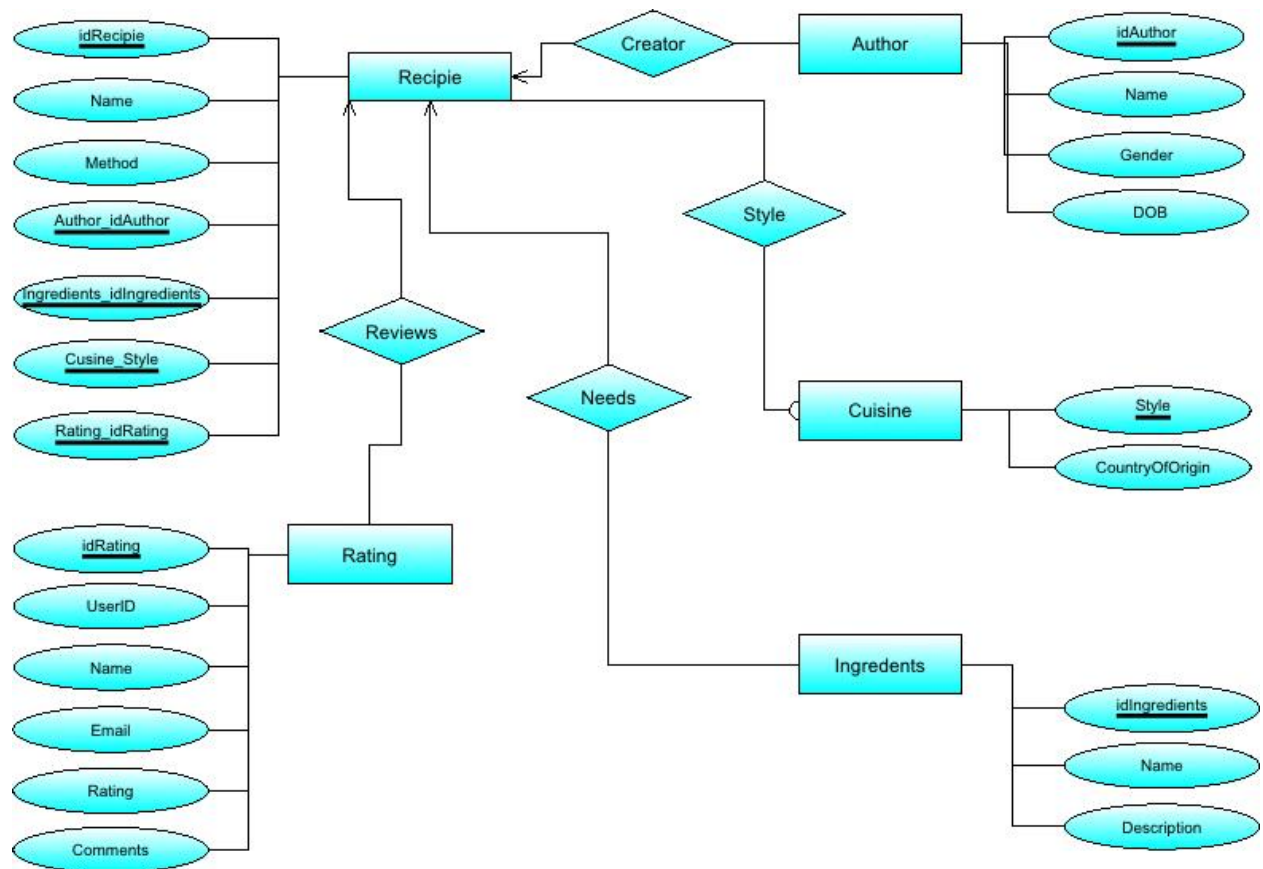 idRecipie
Name
Method
Author_idAuthor
Ingredients_idIngredients
Cusine_Style
Rating_idRating
Recipie
Creator
Author
idAuthor
Name
Gender
DOB
Style
Reviews
Needs
Cuisine
Style
CountryOfOrigin
idRating
UserID
Name
Email
Rating
Comments
Rating
Ingredents
idIngredients
Name
Description